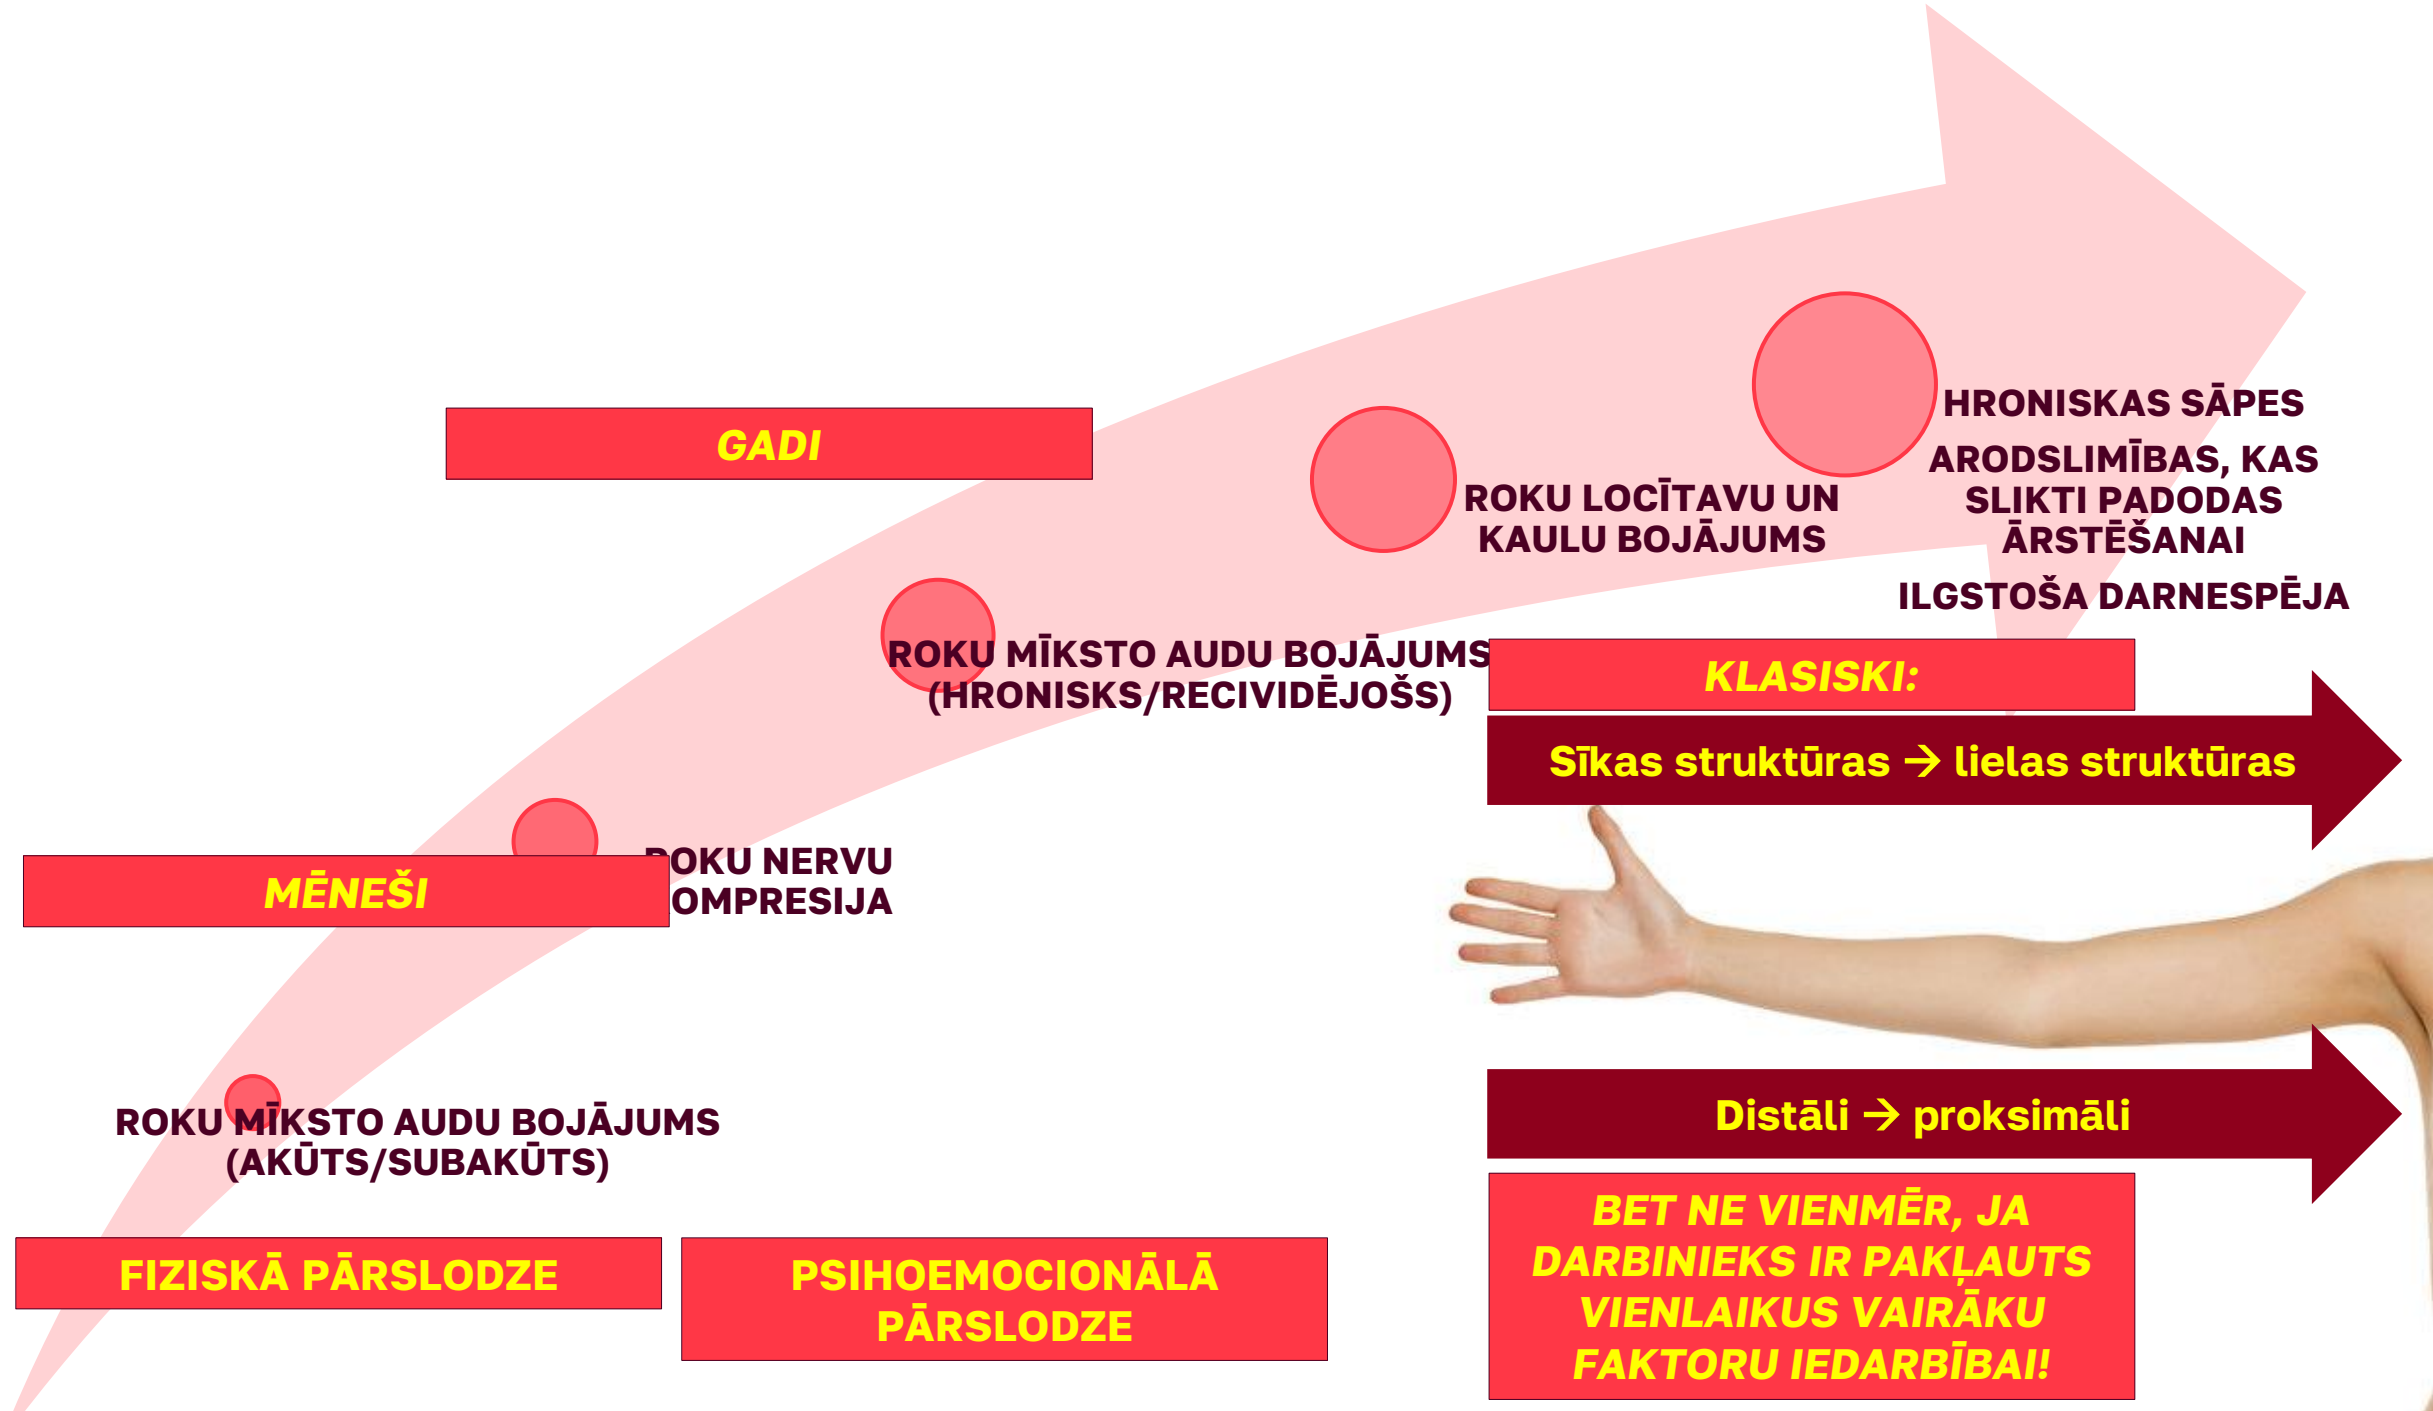 GADI
HRONISKAS SĀPES
ARODSLIMĪBAS, KAS
SLIKTI PADODAS
ĀRSTĒŠANAI
ILGSTOŠA DARNESPĒJA
ROKU LOCĪTAVU UN
KAULU BOJĀJUMS
ROKU MĪKSTO AUDU BOJĀJUMS
(HRONISKS/RECIVIDĒJOŠS)
MĒNEŠI
NERVU
ROKU MĪKSTO AUDU BOJĀJUMS
(AKŪTS/SUBAKŪTS)
FIZISKĀ PĀRSLODZE
PSIHOEMOCIONĀLĀ
PĀRSLODZE
KLASISKI:
Sīkas struktūras → lielas struktūras
Distāli → proksimāli
BET NE VIENMĒR, JA
DARBINIEKS IR PAKĻAUTS
VIENLAIKUS VAIRĀKU
FAKTORU IEDARBĪBAI!